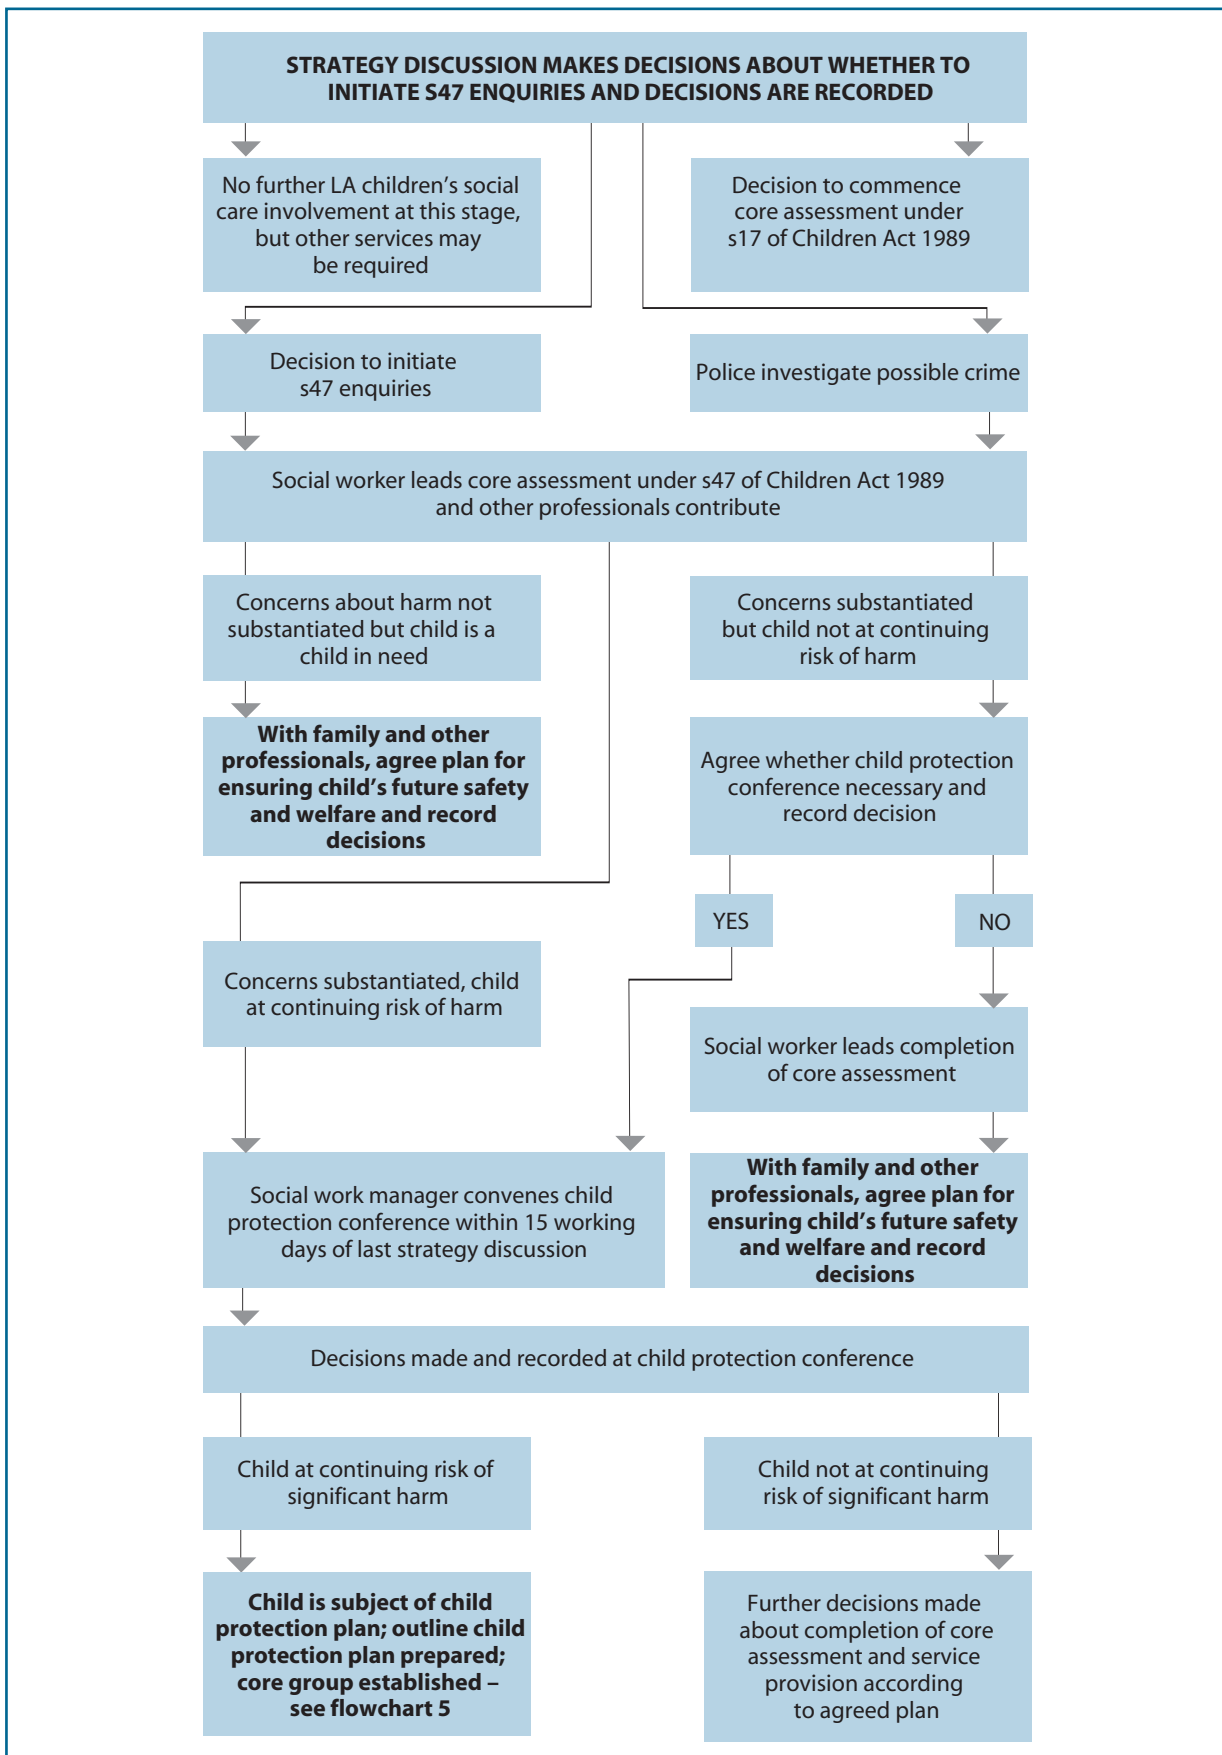 STRATEGY DISCUSSION MAKES DECISIONS ABOUT WHETHER TO
INITIATE S47 ENQUIRIES AND DECISIONS ARE RECORDED
No further LA children’s social
care involvement at this stage,
but other services may
be required
Decision to commence
core assessment under
s17 of Children Act 1989
Decision to initiate
s47 enquiries
Police investigate possible crime
Social worker leads core assessment under s47 of Children Act 1989
and other professionals contribute
Concerns about harm not
substantiated but child is a
child in need
Concerns substantiated
but child not at continuing
risk of harm
With family and other
professionals, agree plan for
ensuring child’s future safety
and welfare and record
decisions
Agree whether child protection
conference necessary and
record decision
YES
NO
Concerns substantiated, child
at continuing risk of harm
Social worker leads completion
of core assessment
Social work manager convenes child
protection conference within 15 working
days of last strategy discussion
With family and other
professionals, agree plan for
ensuring child’s future safety
and welfare and record
decisions
Decisions made and recorded at child protection conference
Child at continuing risk of
significant harm
Child not at continuing
risk of significant harm
Child is subject of child
protection plan; outline child
protection plan prepared;
core group established –
see flowchart 5
Further decisions made
about completion of core
assessment and service
provision according
to agreed plan